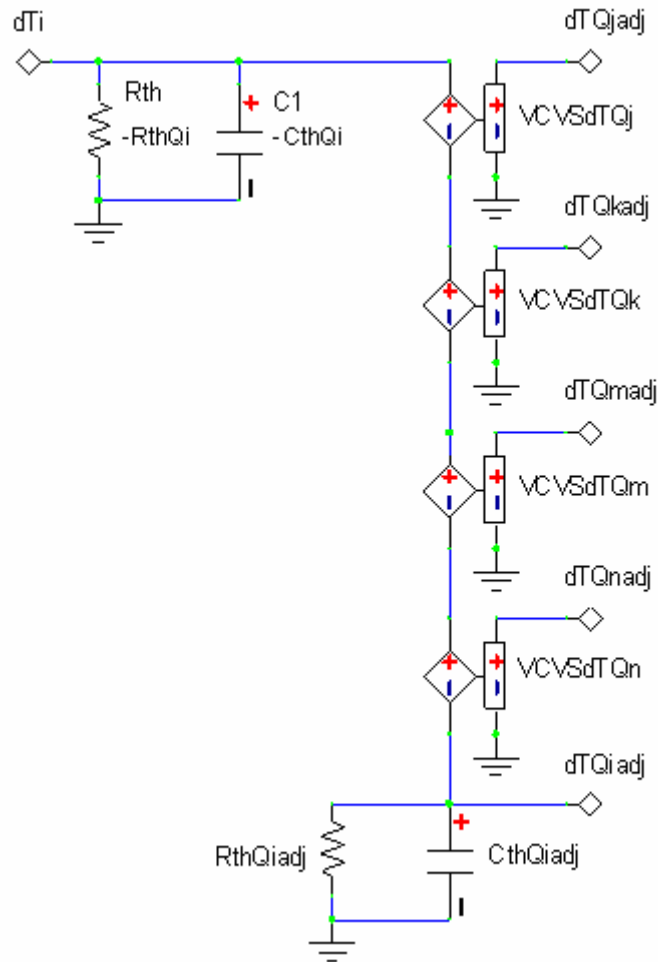 dTi
dTQjadj
Rth
C1
-RthQi
-CthQi
VCVSdTQj
dTQkadj
VCVSdTQk
dTQmadj
VCVSdTQm
dTQnadj
VCVSdTQn
dTQiadj
RthQiadj
CthQiadj